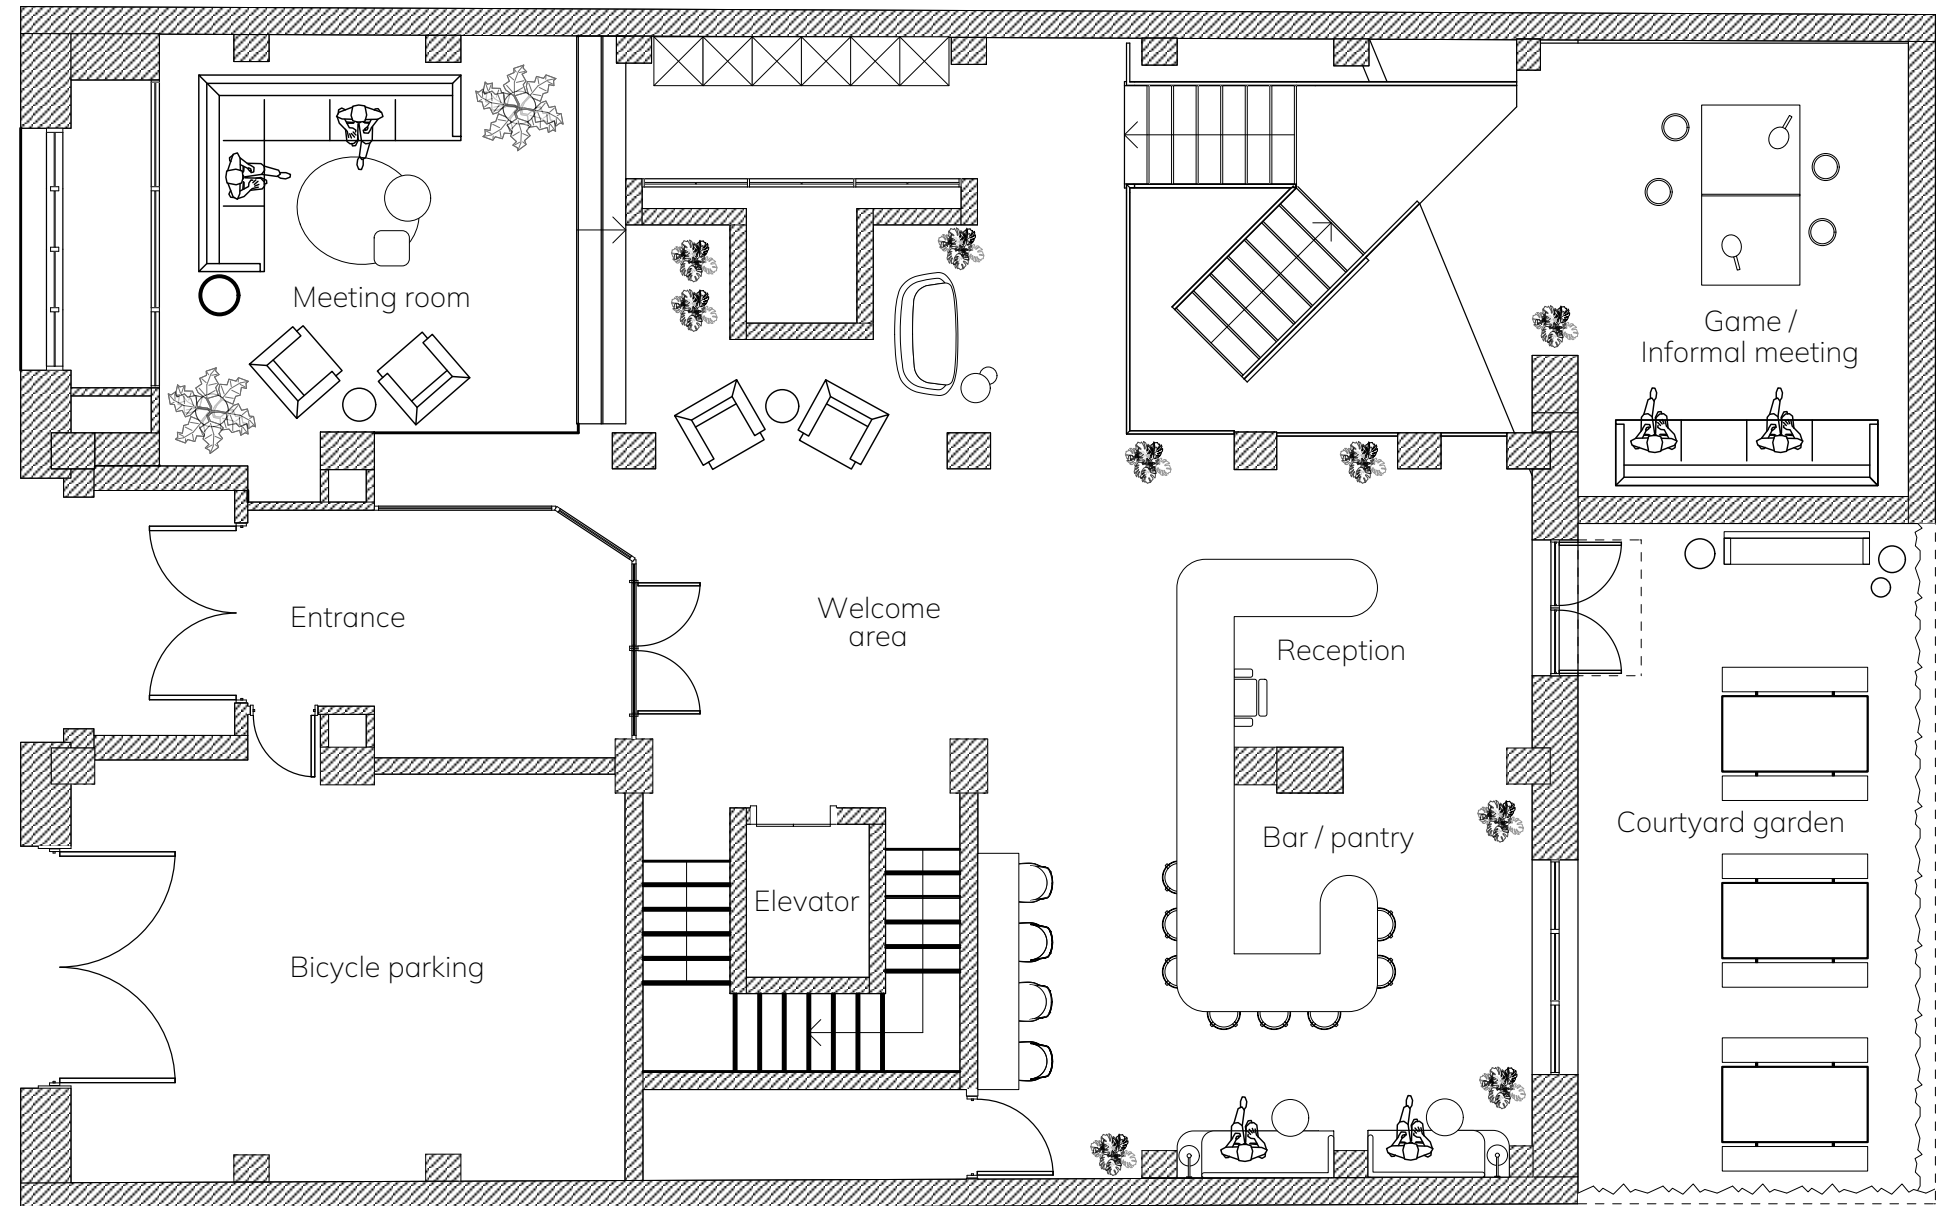 Meeting room
Game /
Informal meeting
Entrance
Welcome
area
Reception
Courtyard garden
Bar / pantry
Elevator
Bicycle parking